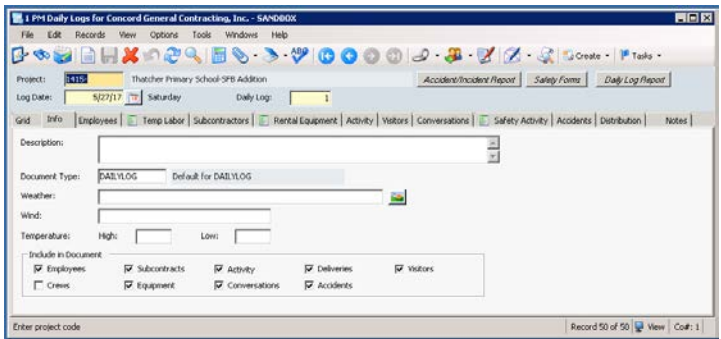 1 PM Daily Logs for Concord General Contracting, Inc. - SANDBOX
File Edit Records View Options Tools Windows Help
Create Tasks
Project: 1415- Thatcher Primary School-SFB Addition Accident/Incident Report Safety Forms Daily Log Report
Log Date: 5/27/17 Saturday Daily Log: 1
Grid Info Employees Temp Labor Subcontractors Rental Equipment Activity Visitors Conversations Safety Activity Accidents Distribution Notes
Description:
Document Type: DAILYLOG Default for DAILYLOG
Weather:
Wind:
Temperature: High: Low:
Include in Document
Employees Subcontracts Activity Deliveries Visitors
Crews Equipment Conversations Accidents
Enter project code Record 50 of 50 View Co#: 1